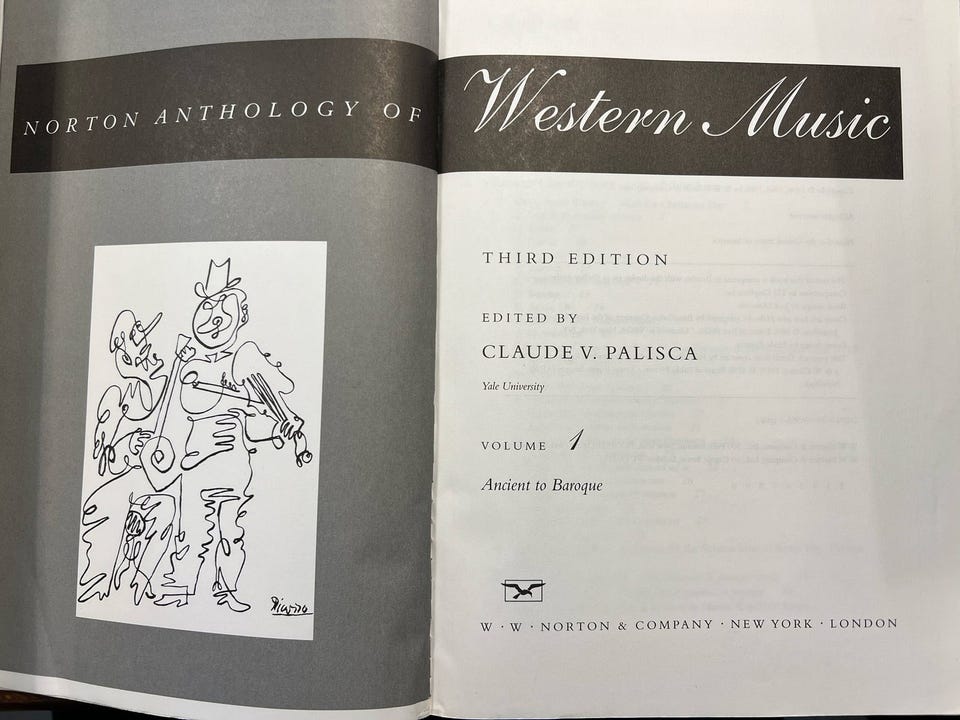 NORTON ANTHOLOGY OF Western Music
Picasso
THIRD EDITION
EDITED BY
CLAUDE V. PALISCA
Yale University
VOLUME 1
Ancient to Baroque
W · W · NORTON & COMPANY · NEW YORK · LONDON